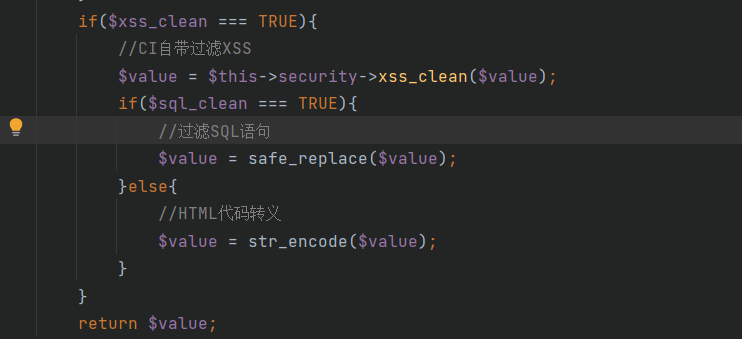 if($xss_clean === TRUE){
//CI自带过滤XSS
$value = $this->security->xss_clean($value);
if($sql_clean === TRUE){
//过滤SQL语句
$value = safe_replace($value);
}else{
//HTML代码转义
$value = str_encode($value);
}
}
return $value;